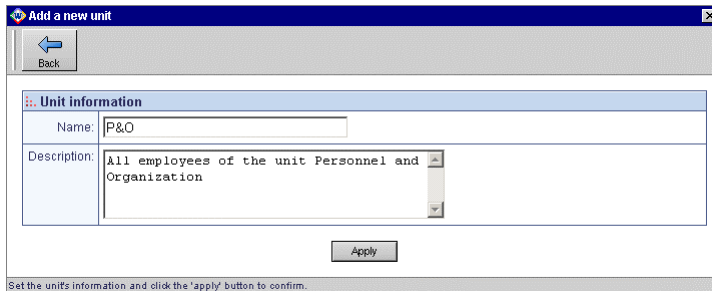 Add a new unit
Back
Unit information
Name: P&O
Description: All employees of the unit Personnel and
Organization
Apply
Set the unit's information and click the 'apply' button to confirm.